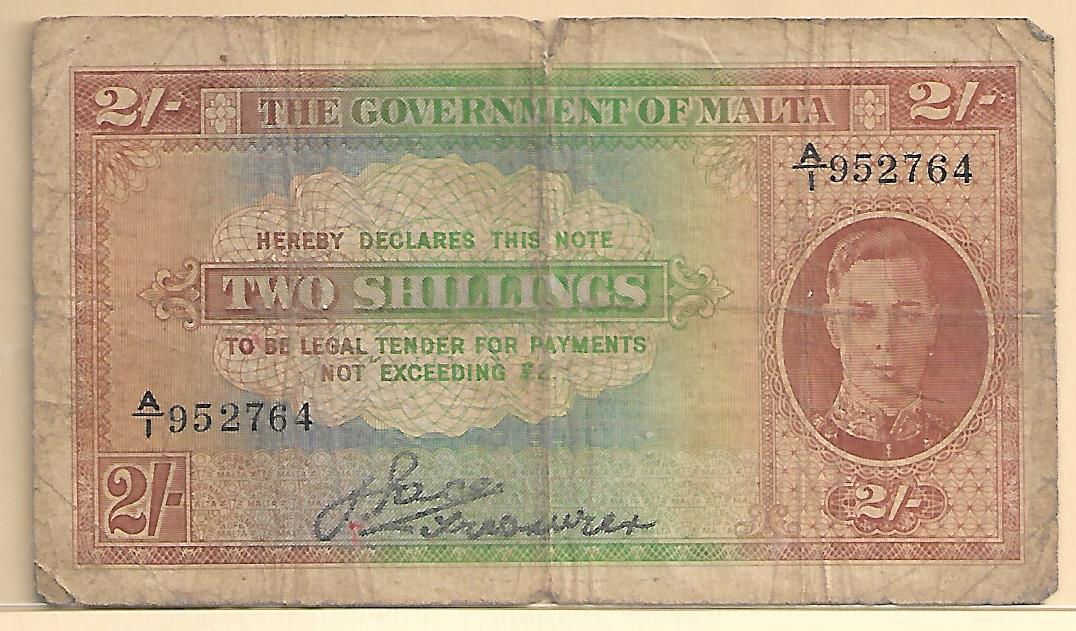 2/- THE GOVERNMENT OF MALTA 2/-
A/1 952764
HEREBY DECLARES THIS NOTE
TWO SHILLINGS
TO BE LEGAL TENDER FOR PAYMENTS
NOT EXCEEDING £2.
A/1 952764
2/-
2/-
Treasurer